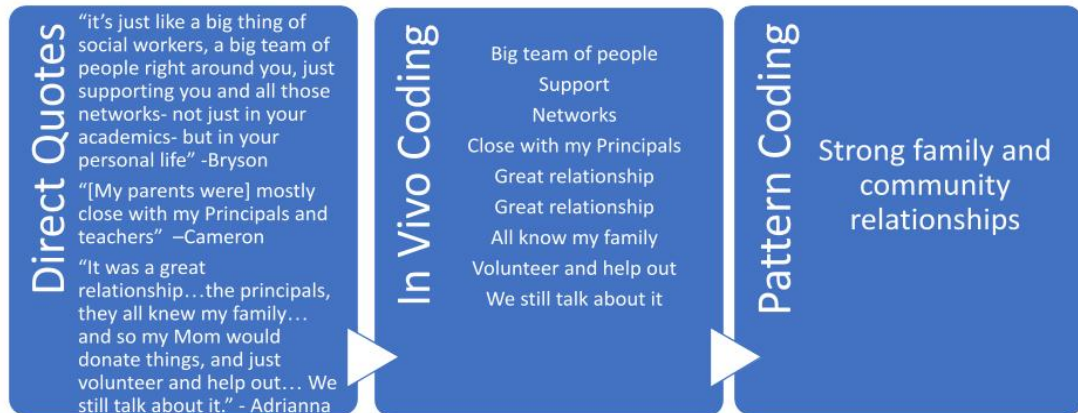 Direct Quotes
“it’s just like a big thing of
social workers, a big team of
people right around you, just
supporting you and all those
networks- not just in your
academics- but in your
personal life” -Bryson
“[My parents were] mostly
close with my Principals and
teachers” –Cameron
“It was a great
relationship…the principals,
they all knew my family…
and so my Mom would
donate things, and just
volunteer and help out… We
still talk about it.” - Adrianna
In Vivo Coding
Big team of people
Support
Networks
Close with my Principals
Great relationship
Great relationship
All know my family
Volunteer and help out
We still talk about it
Pattern Coding
Strong family and
community
relationships